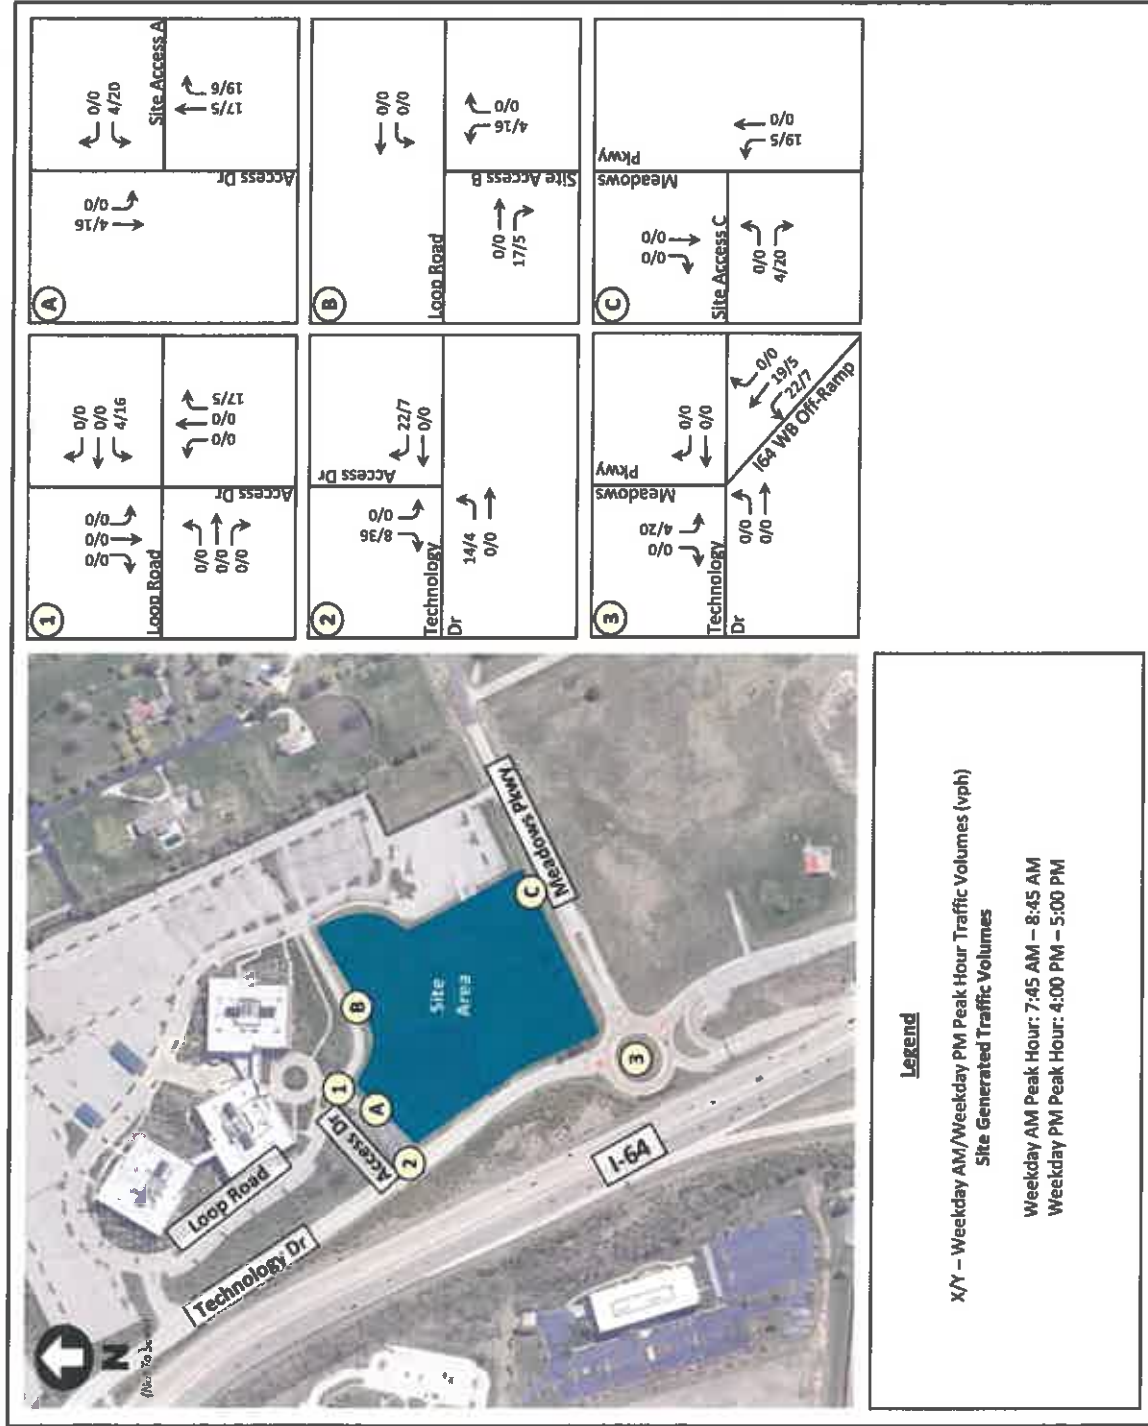 N
Technology Dr
Loop Road
Access Dr
I-64
Meadows Pkwy
Site
Area
1
A
2
B
3
C
1
0/0
0/0
0/0
0/0
0/0
4/16
Loop Road
0/0
0/0
0/0
Access Dr
0/0
0/0
17/5
A
4/16
0/0
0/0
4/20
Site Access A
Access Dr
17/5
19/6
2
8/36
0/0
Access Dr
22/7
0/0
Technology
Dr
14/4
0/0
B
0/0
0/0
Loop Road
0/0
17/5
Site Access B
4/16
0/0
3
0/0
4/20
Meadows
Pkwy
0/0
0/0
Technology
Dr
0/0
0/0
22/7
19/5
0/0
I64 WB Off-Ramp
C
0/0
0/0
Meadows
Pkwy
Site Access C
0/0
4/20
19/5
0/0
Legend
X/Y – Weekday AM/Weekday PM Peak Hour Traffic Volumes (vph)
Site Generated Traffic Volumes
Weekday AM Peak Hour: 7:45 AM – 8:45 AM
Weekday PM Peak Hour: 4:00 PM – 5:00 PM